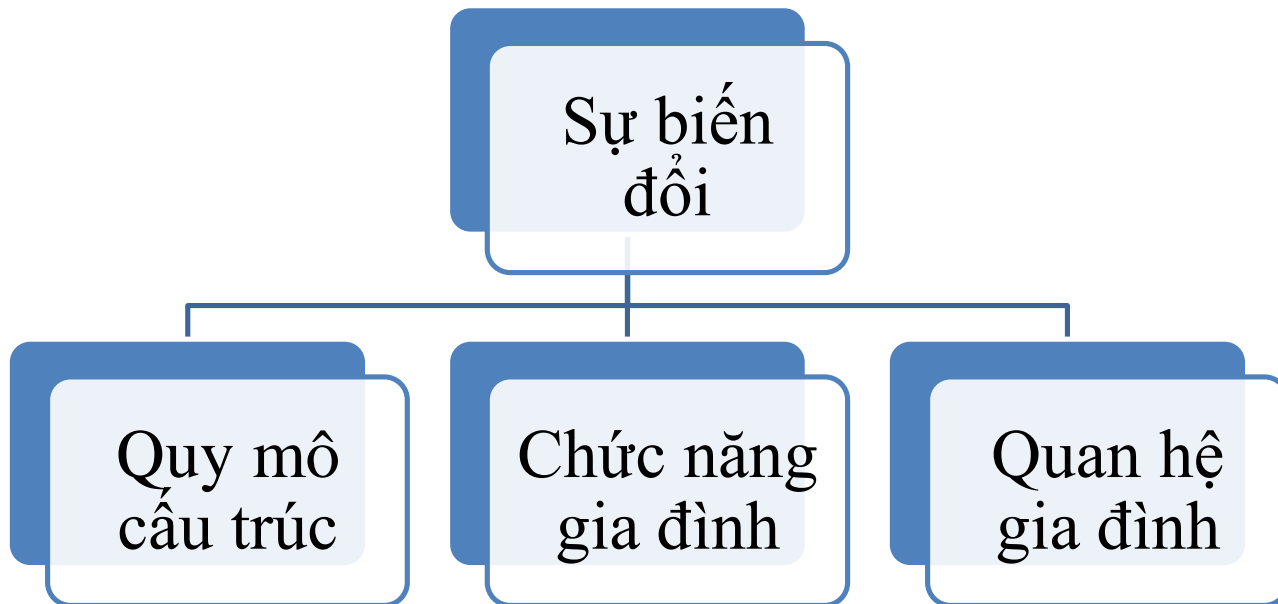 Sự biến
đổi
Quy mô
cấu trúc
Chức năng
gia đình
Quan hệ
gia đình